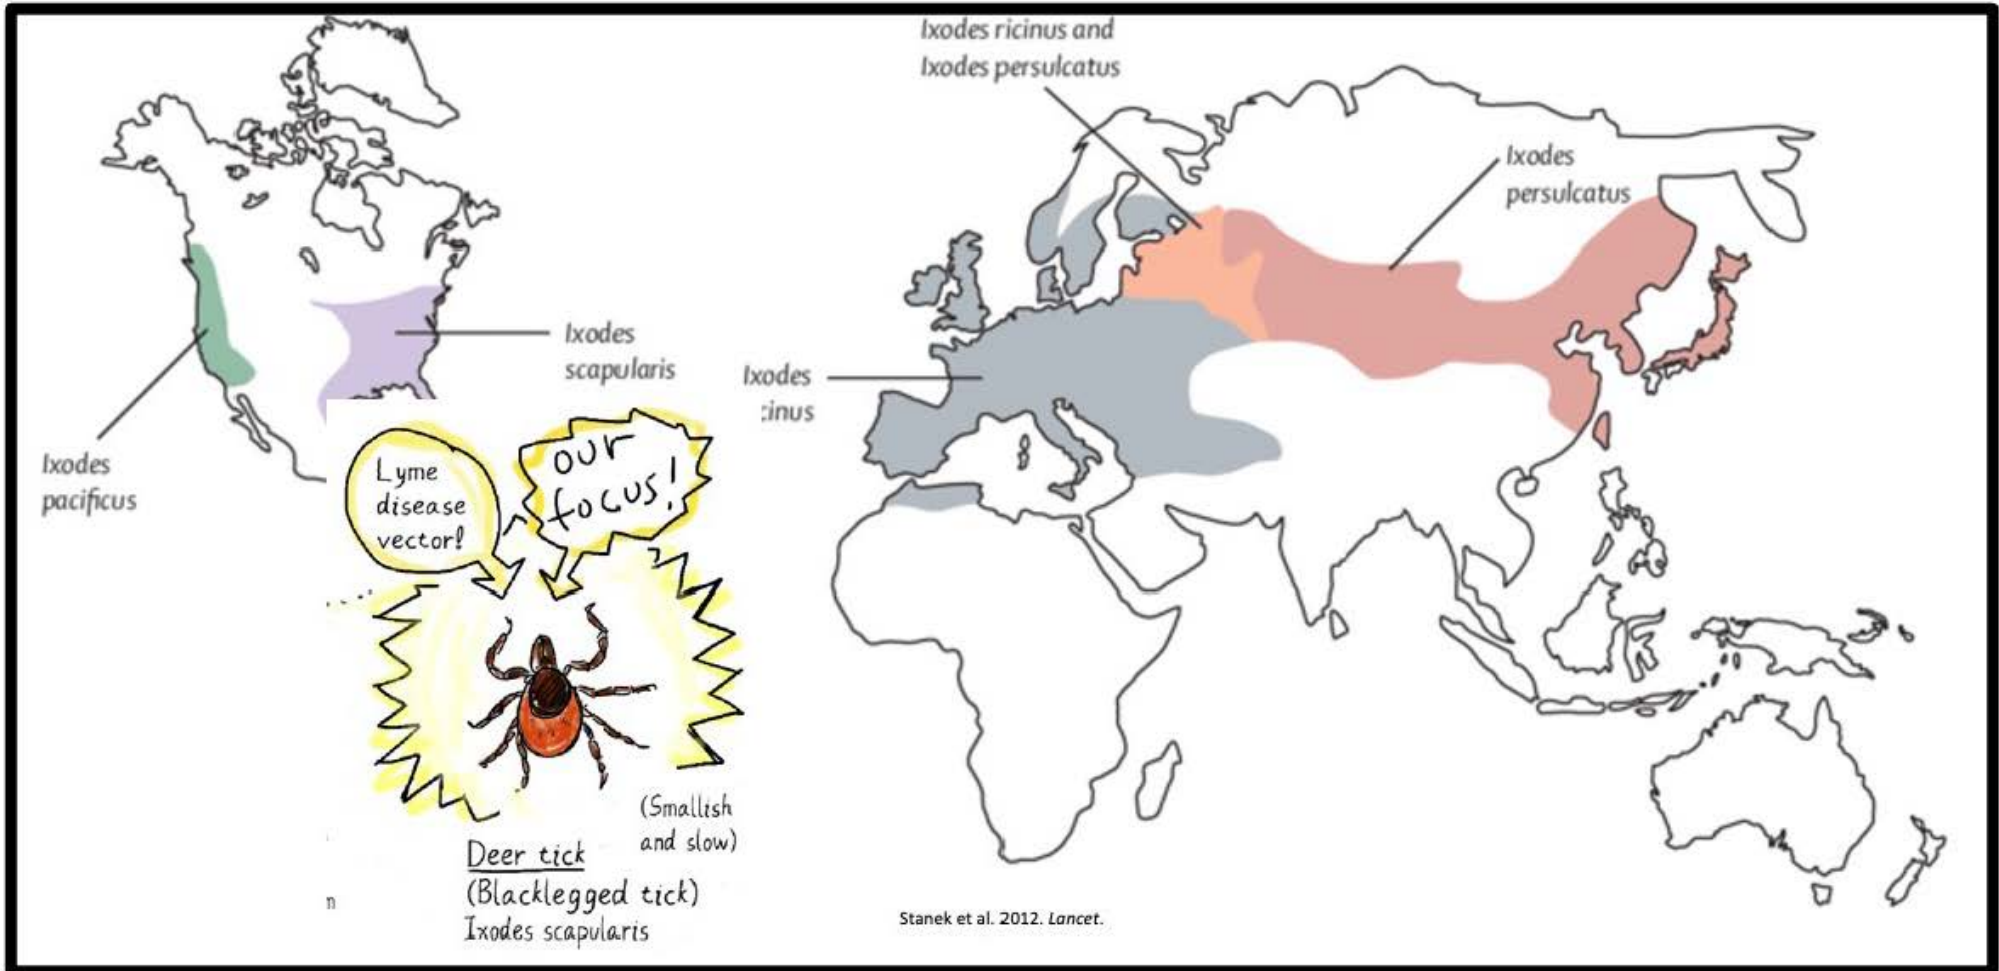 Ixodes ricinus and
Ixodes persulcatus
Ixodes
persulcatus
Ixodes
scapularis
Ixodes
cinus
Ixodes
pacificus
Lyme
disease
vector!
our
focus!
(Smallish
and slow)
Deer tick
(Blacklegged tick)
Ixodes scapularis
n
Stanek et al. 2012. Lancet.